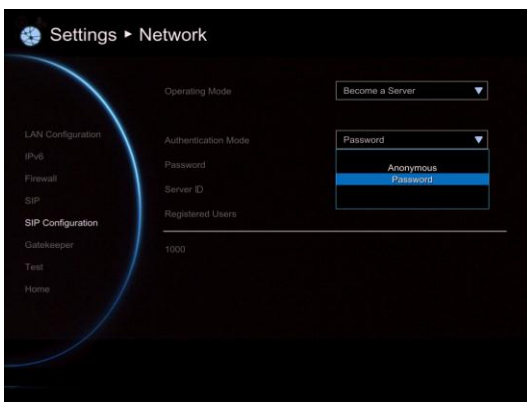 Settings ▸ Network
Operating Mode
Become a Server
LAN Configuration
IPv6
Firewall
SIP
SIP Configuration
Gatekeeper
Test
Home
Authentication Mode
Password
Anonymous
Password
Password
Server ID
Registered Users
1000